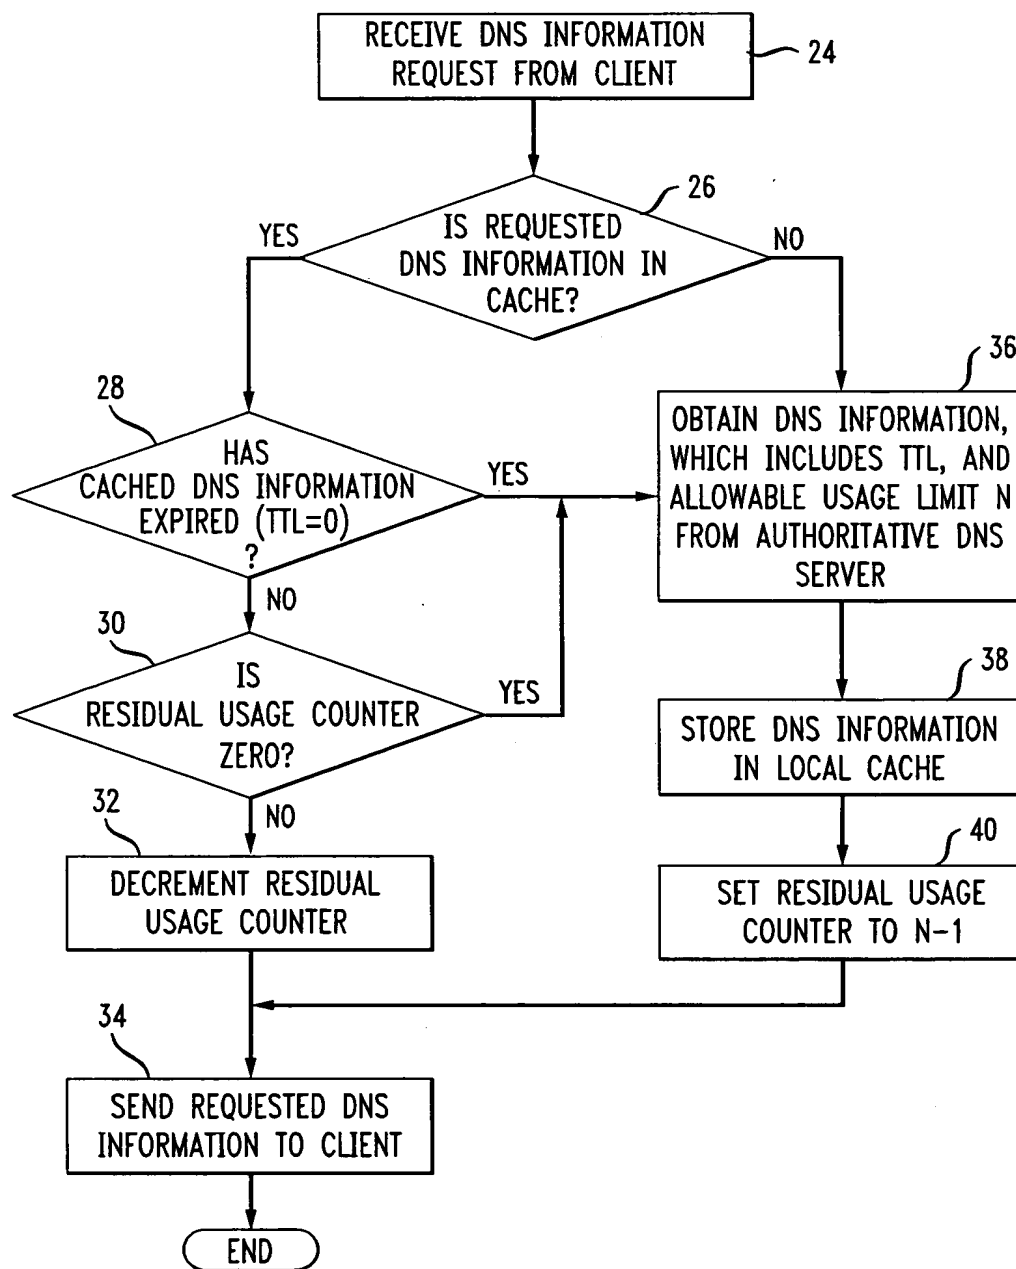 RECEIVE DNS INFORMATION
REQUEST FROM CLIENT
24
26
IS REQUESTED
DNS INFORMATION IN
CACHE?
YES
NO
28
HAS
CACHED DNS INFORMATION
EXPIRED (TTL=0)
?
YES
NO
36
OBTAIN DNS INFORMATION,
WHICH INCLUDES TTL, AND
ALLOWABLE USAGE LIMIT N
FROM AUTHORITATIVE DNS
SERVER
30
IS
RESIDUAL USAGE COUNTER
ZERO?
YES
NO
38
STORE DNS INFORMATION
IN LOCAL CACHE
32
DECREMENT RESIDUAL
USAGE COUNTER
40
SET RESIDUAL USAGE
COUNTER TO N-1
34
SEND REQUESTED DNS
INFORMATION TO CLIENT
END